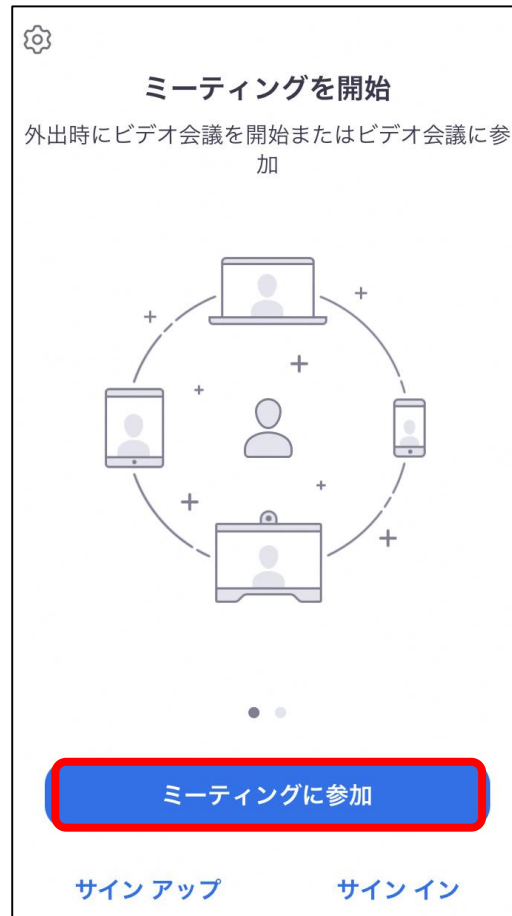 ミーティングを開始
外出時にビデオ会議を開始またはビデオ会議に参
加
ミーティングに参加
サイン アップ
サイン イン